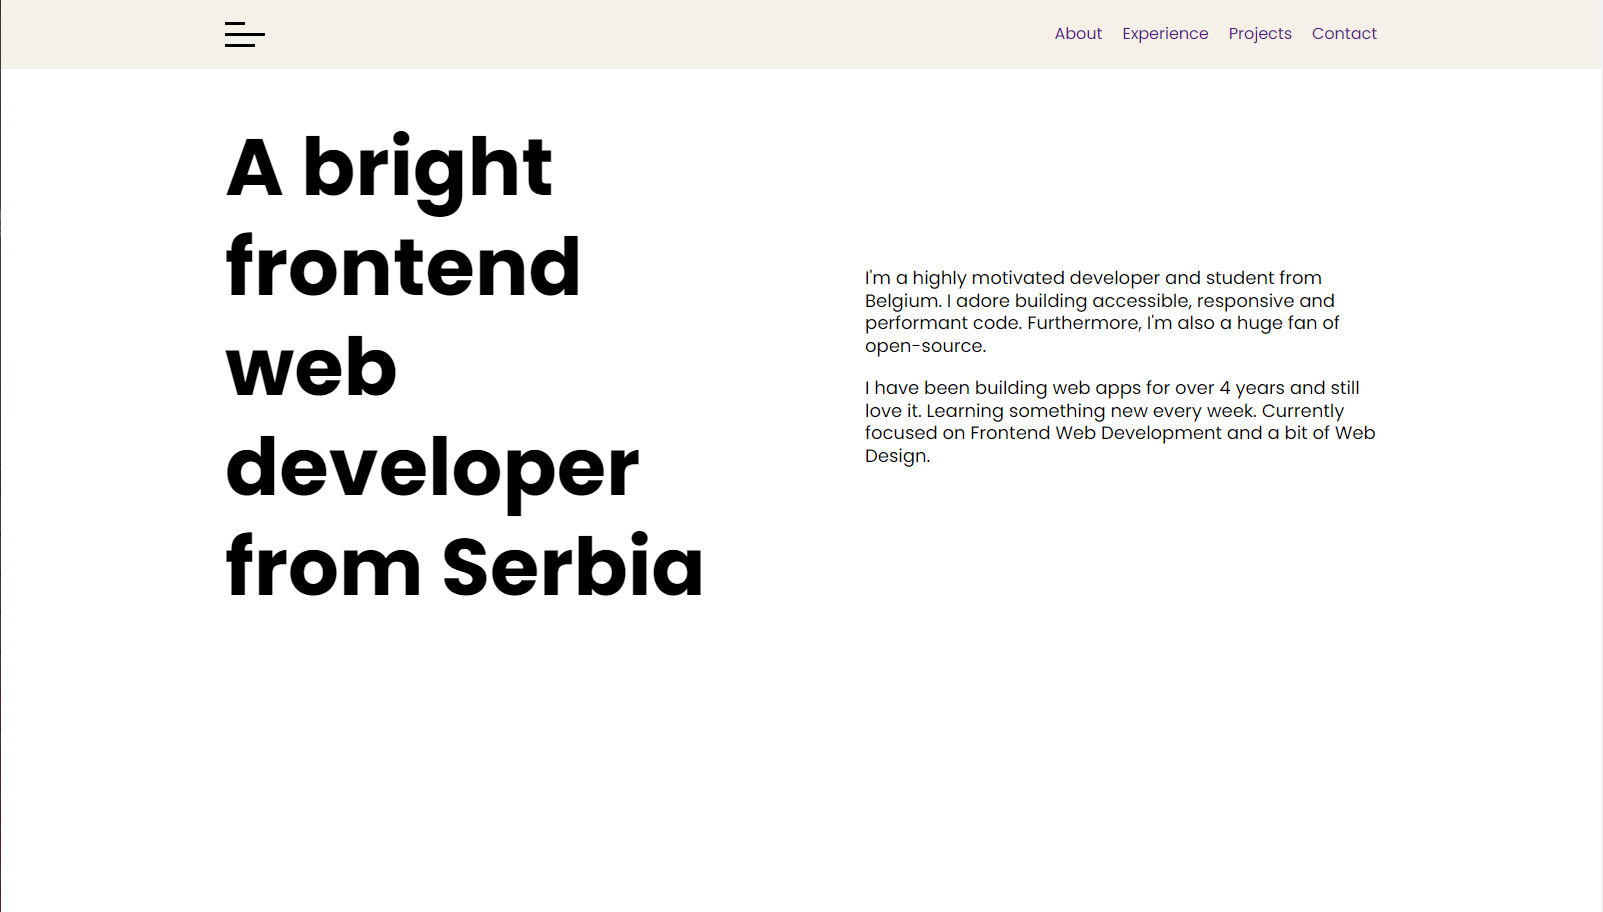 About Experience Projects Contact
A bright
frontend
web
developer
from Serbia
I'm a highly motivated developer and student from
Belgium. I adore building accessible, responsive and
performant code. Furthermore, I'm also a huge fan of
open-source.
I have been building web apps for over 4 years and still
love it. Learning something new every week. Currently
focused on Frontend Web Development and a bit of Web
Design.